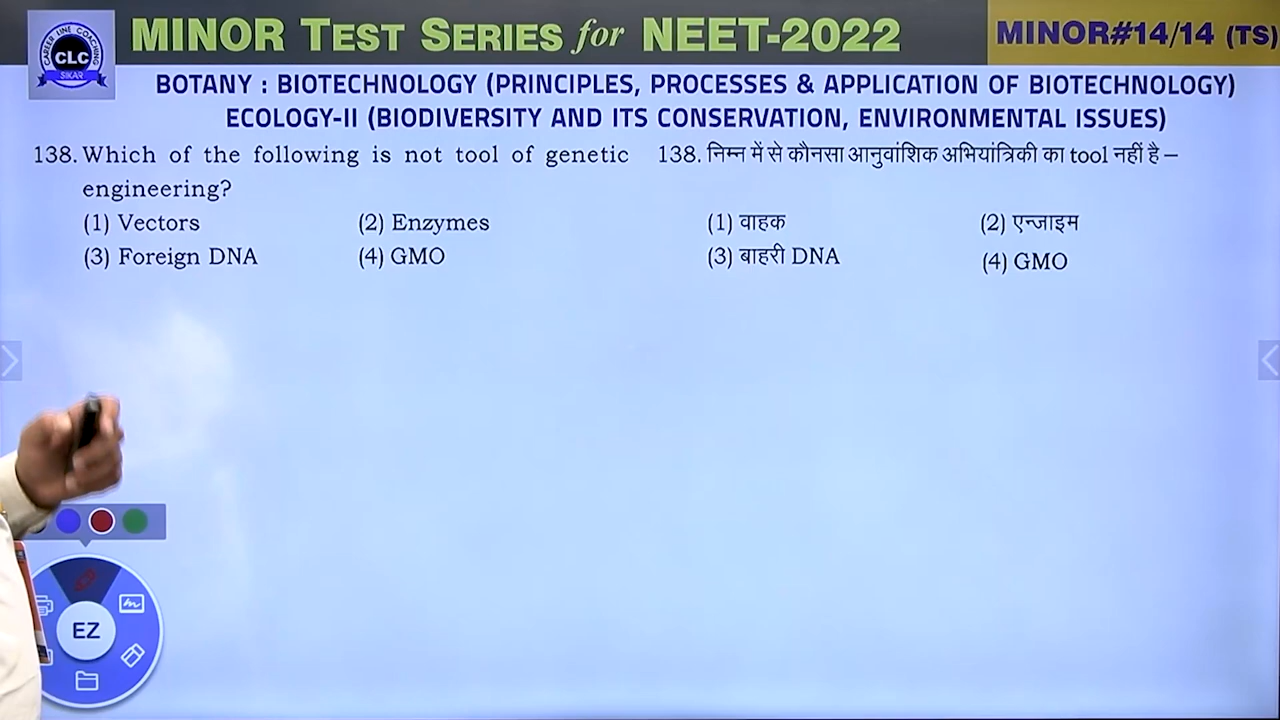 CAREER LINE COACHING
CLC
SIKAR
MINOR TEST SERIES for NEET-2022
MINOR#14/14 (TS)
BOTANY : BIOTECHNOLOGY (PRINCIPLES, PROCESSES & APPLICATION OF BIOTECHNOLOGY)
ECOLOGY-II (BIODIVERSITY AND ITS CONSERVATION, ENVIRONMENTAL ISSUES)
138. Which of the following is not tool of genetic
engineering?
(1) Vectors (2) Enzymes
(3) Foreign DNA (4) GMO
138. निम्न में से कौनसा आनुवांशिक अभियांत्रिकी का tool नहीं है –
(1) वाहक (2) एन्जाइम
(3) बाहरी DNA (4) GMO
EZ